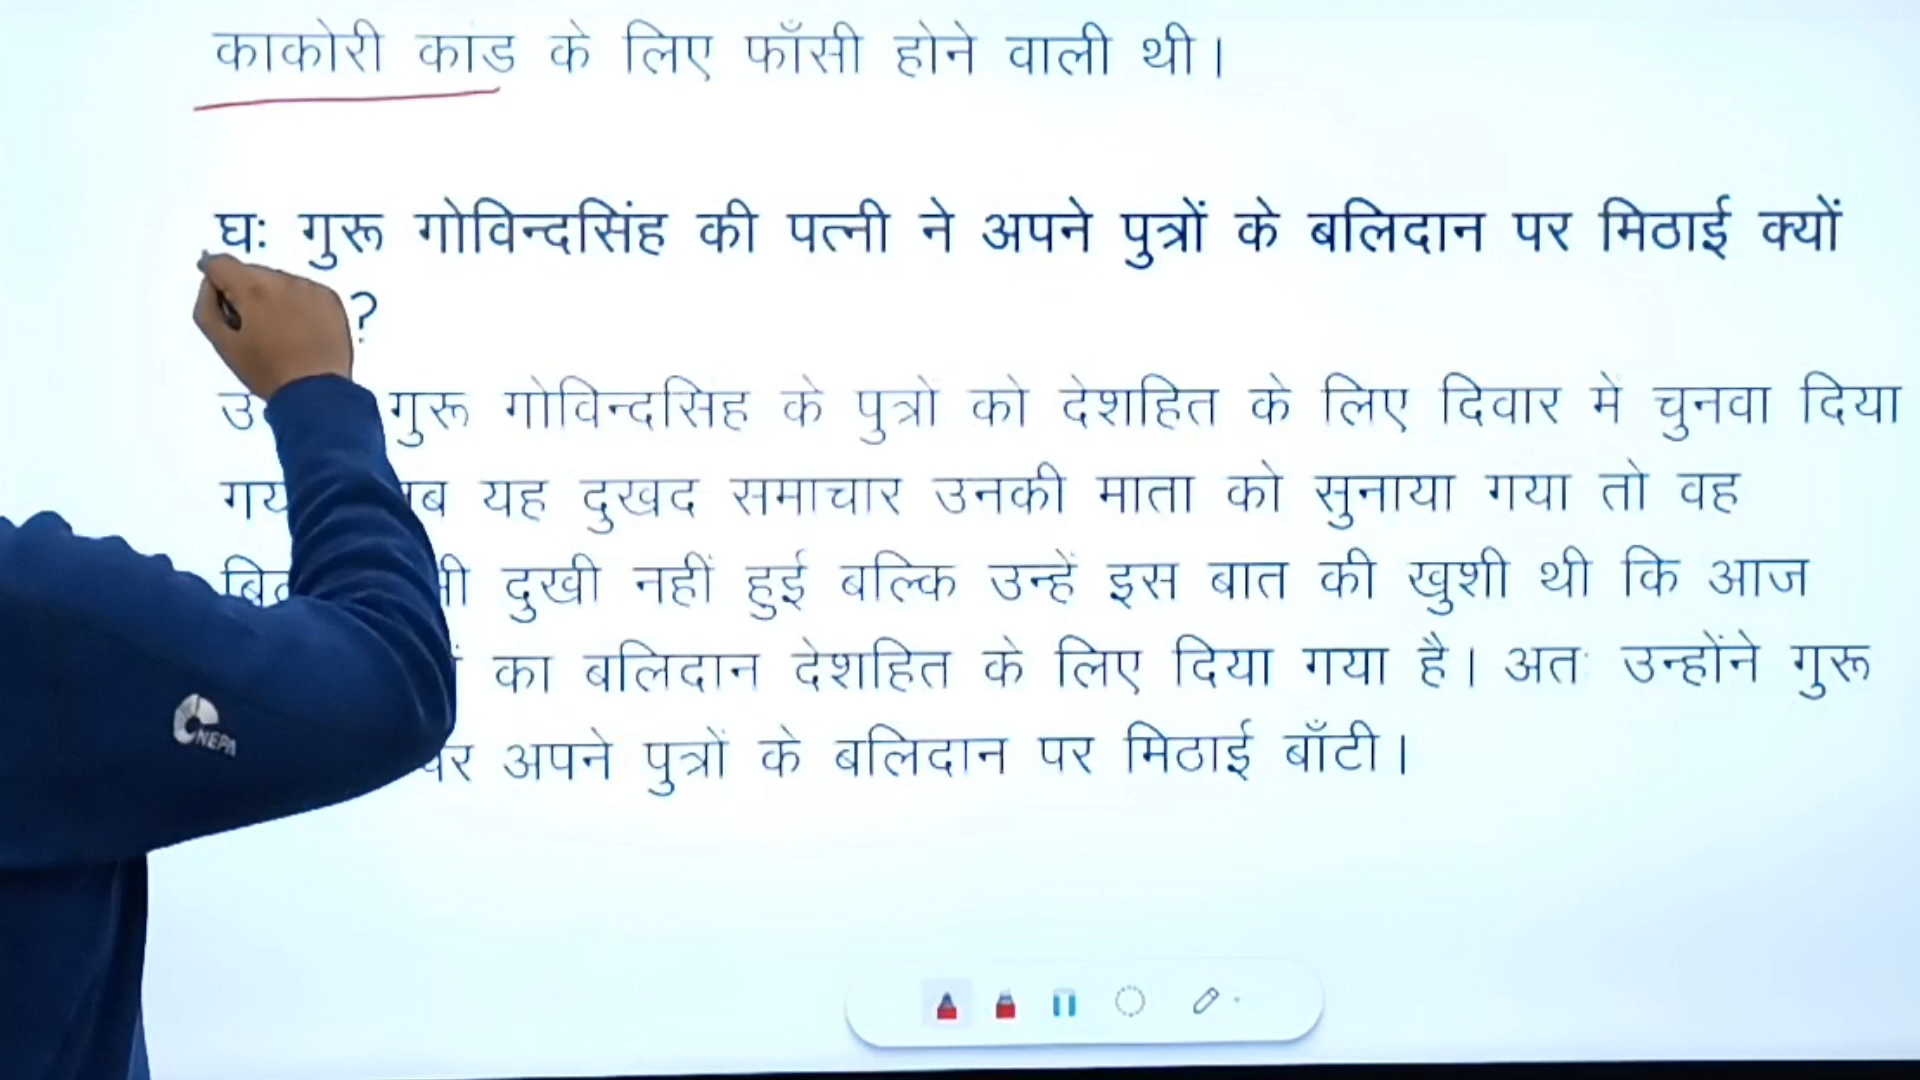 काकोरी कांड के लिए फाँसी होने वाली थी।
घः गुरू गोविन्दसिंह की पत्नी ने अपने पुत्रों के बलिदान पर मिठाई क्यों
?
गुरू गोविन्दसिंह के पुत्रों को देशहित के लिए दिवार में चुनवा दिया
यह दुखद समाचार उनकी माता को सुनाया गया तो वह
दुखी नहीं हुई बल्कि उन्हें इस बात की खुशी थी कि आज
का बलिदान देशहित के लिए दिया गया है। अतः उन्होंने गुरू
पर अपने पुत्रों के बलिदान पर मिठाई बाँटी।